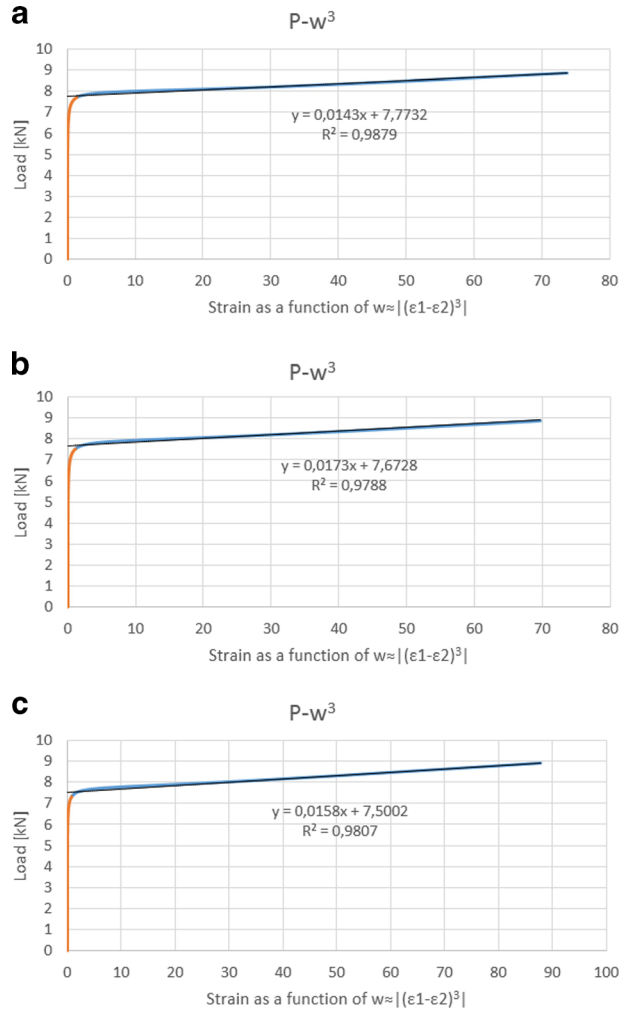 a
P-w³
10
9
8
7
6
5
4
3
2
1
0
Load [kN]
y = 0,0143x + 7,7732
R² = 0,9879
0 10 20 30 40 50 60 70 80
Strain as a function of w≈|(ε1-ε2)³|
b
P-w³
10
9
8
7
6
5
4
3
2
1
0
Load [kN]
y = 0,0173x + 7,6728
R² = 0,9788
0 10 20 30 40 50 60 70 80
Strain as a function of w≈|(ε1-ε2)³|
c
P-w³
10
9
8
7
6
5
4
3
2
1
0
Load [kN]
y = 0,0158x + 7,5002
R² = 0,9807
0 10 20 30 40 50 60 70 80 90 100
Strain as a function of w≈|(ε1-ε2)³|